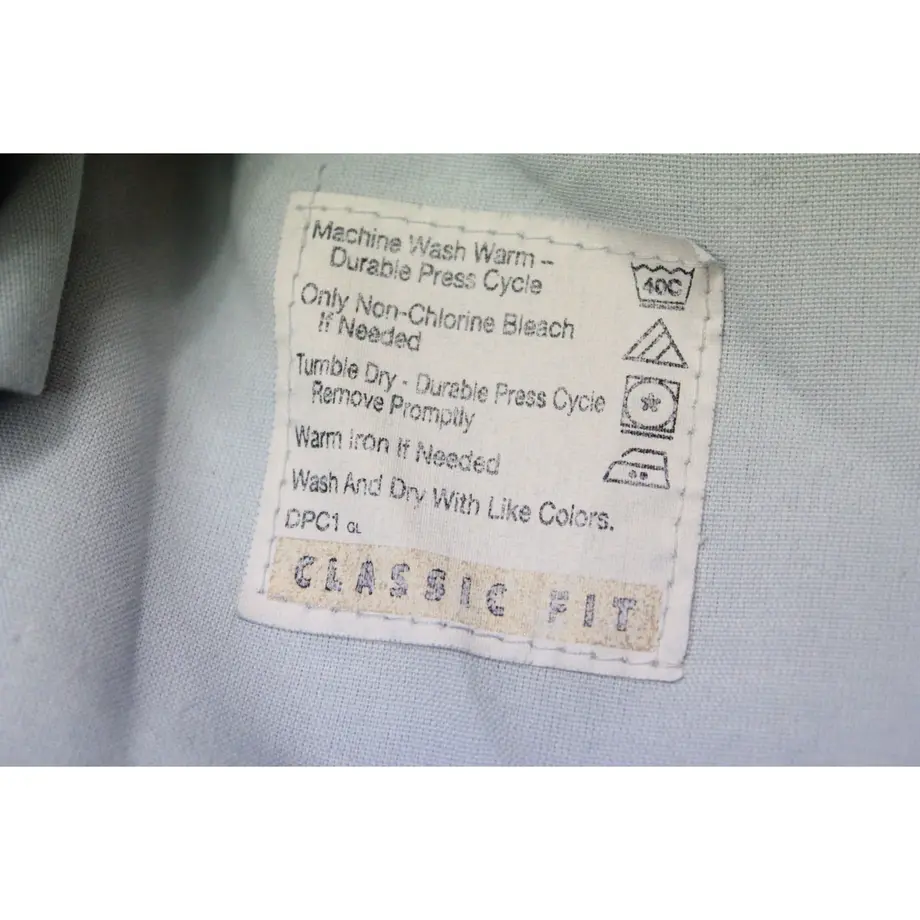 Machine Wash Warm –
Durable Press Cycle
40C
Only Non-Chlorine Bleach
If Needed
Tumble Dry - Durable Press Cycle
Remove Promptly
Warm Iron If Needed
Wash And Dry With Like Colors.
DPC1 GL
CLASSIC FIT